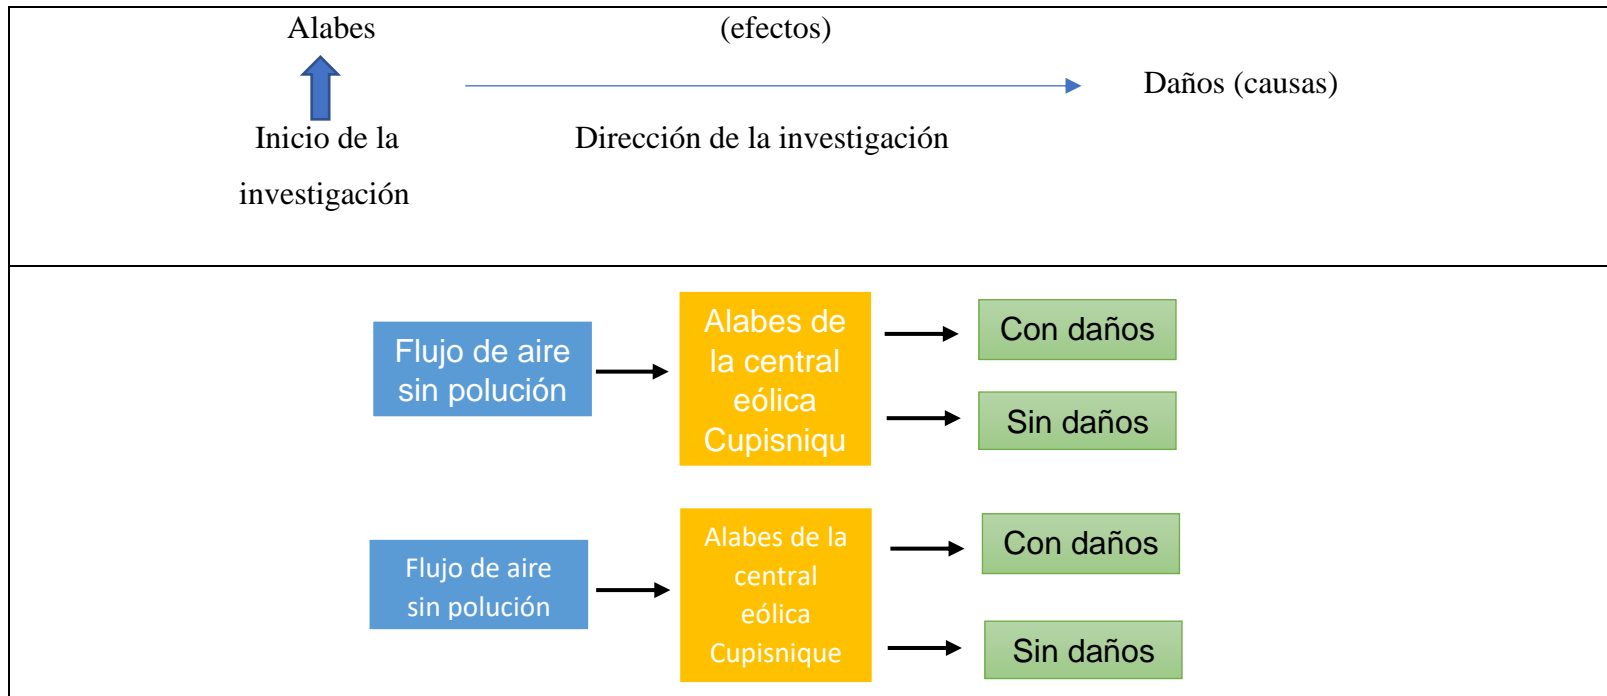 Alabes
(efectos)
Daños (causas)
Inicio de la
investigación
Dirección de la investigación
Flujo de aire
sin polución
Alabes de
la central
eólica
Cupisniqu
Con daños
Sin daños
Flujo de aire
sin polución
Alabes de la
central
eólica
Cupisnique
Con daños
Sin daños